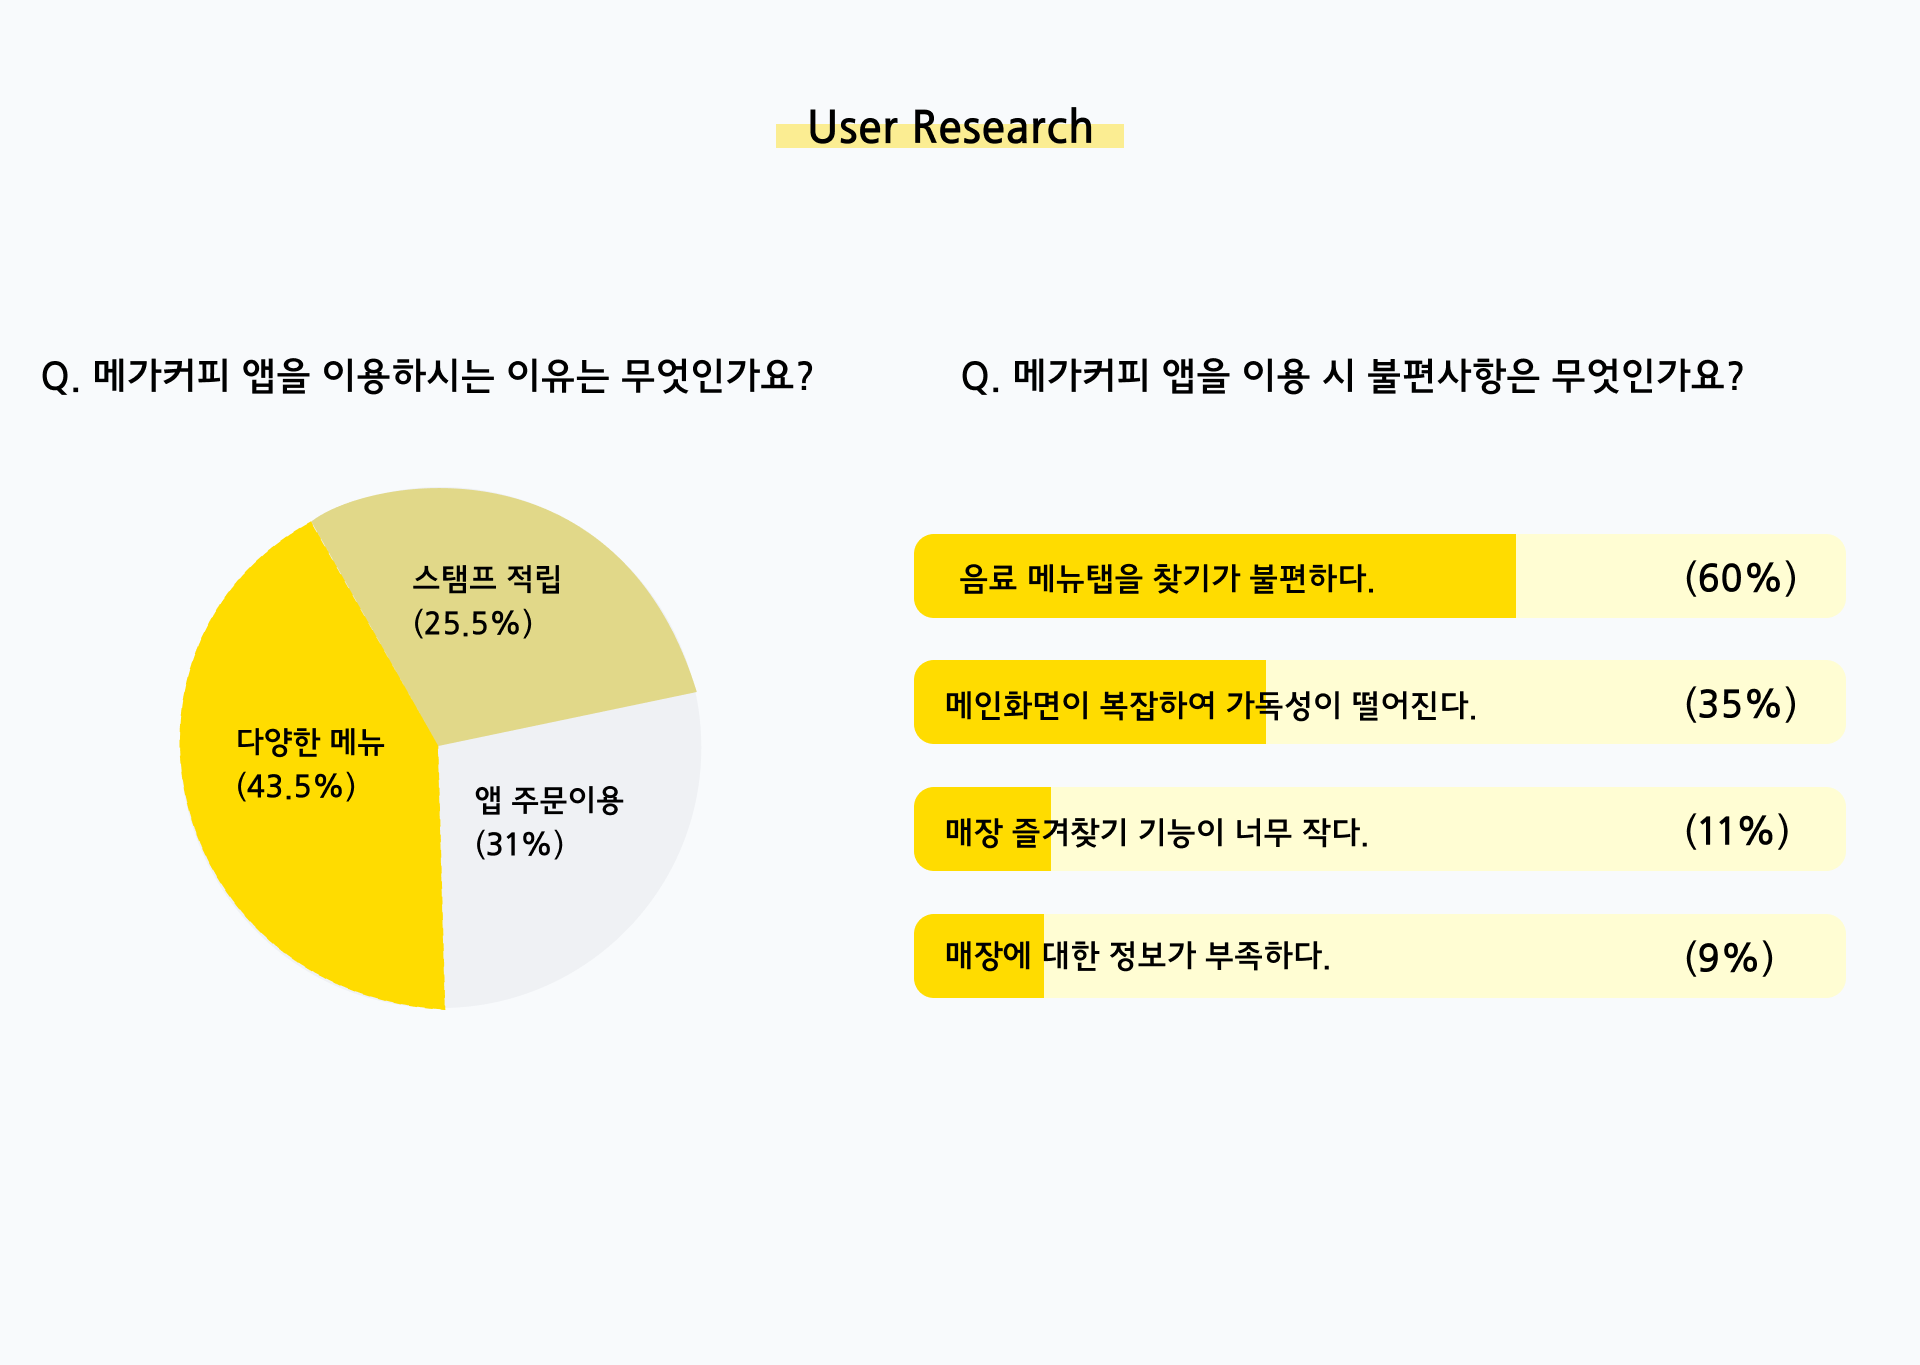 User Research
Q. 메가커피 앱을 이용하시는 이유는 무엇인가요?
스탬프 적립
(25.5%)
다양한 메뉴
(43.5%)
앱 주문이용
(31%)
Q. 메가커피 앱을 이용 시 불편사항은 무엇인가요?
음료 메뉴탭을 찾기가 불편하다. (60%)
메인화면이 복잡하여 가독성이 떨어진다. (35%)
매장 즐겨찾기 기능이 너무 작다. (11%)
매장에 대한 정보가 부족하다. (9%)